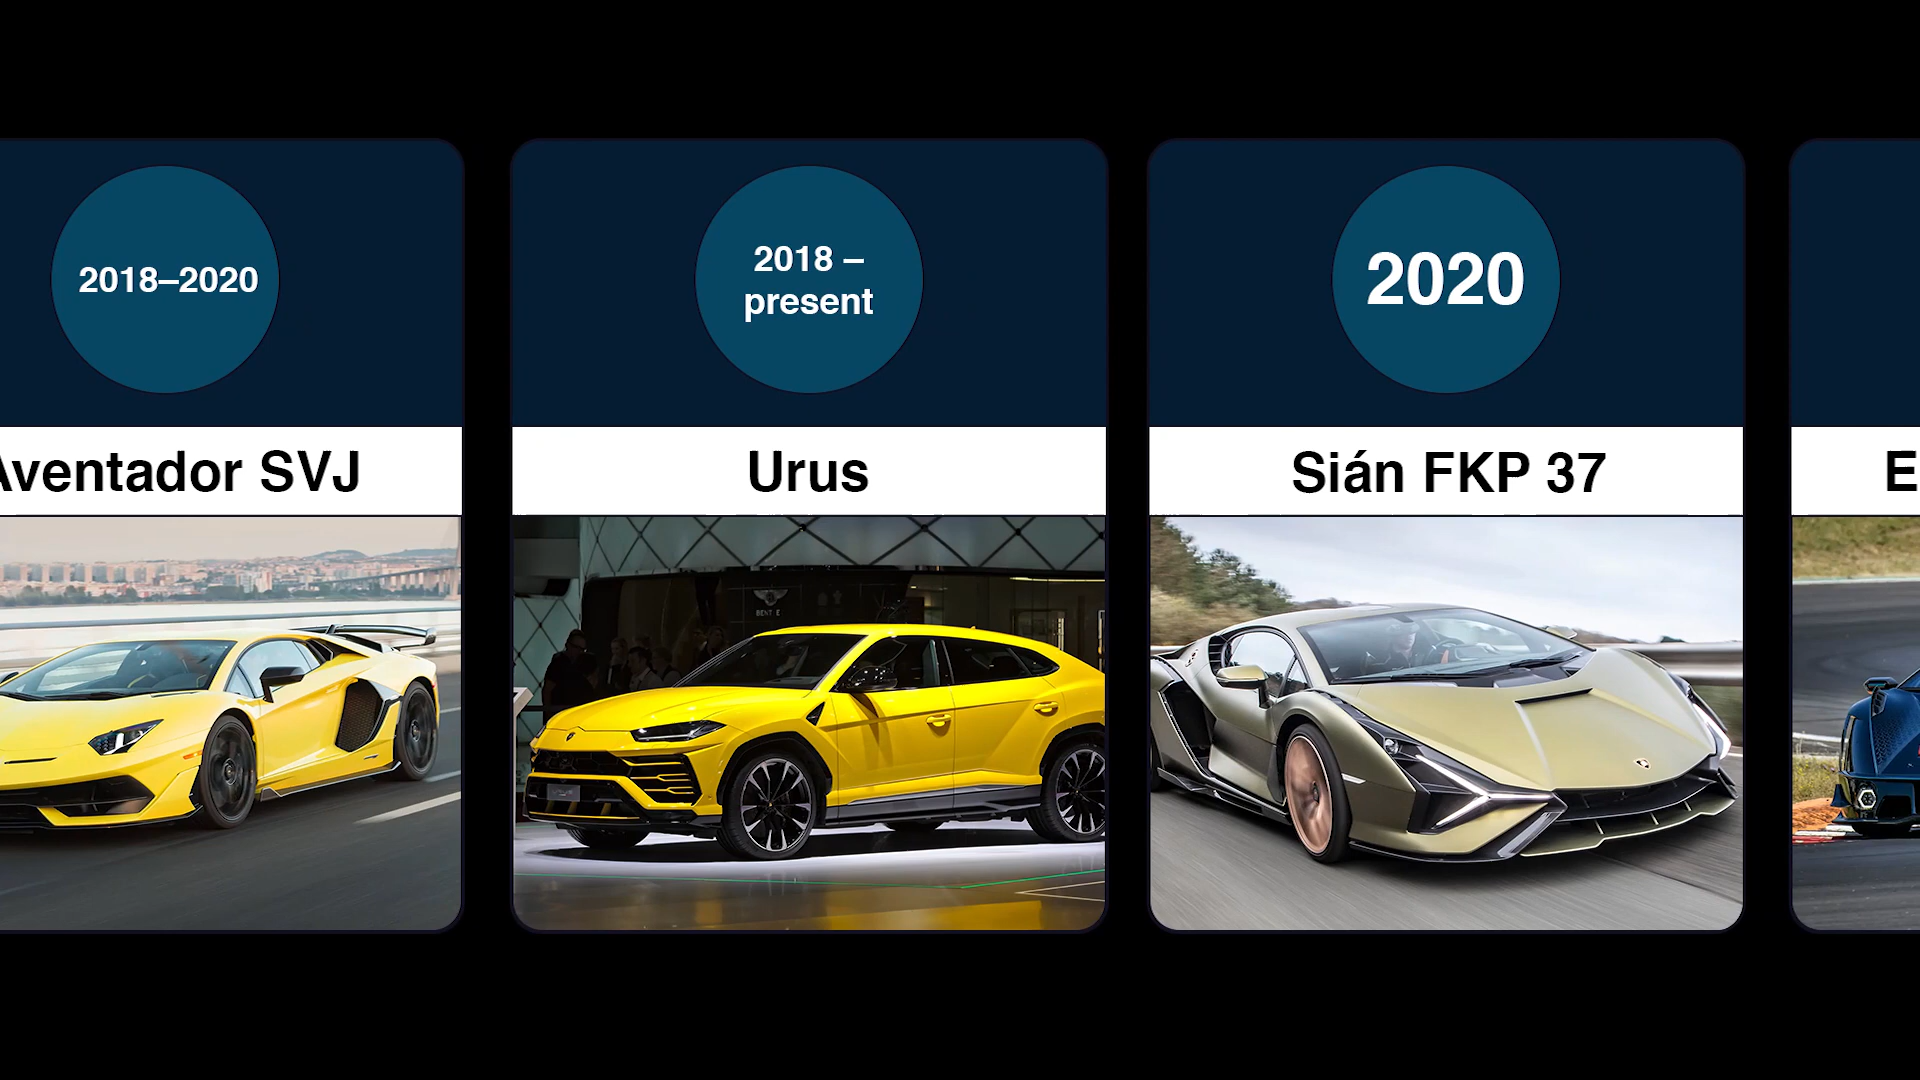 2018–2020
Aventador SVJ
2018 –
present
Urus
2020
Sián FKP 37
E